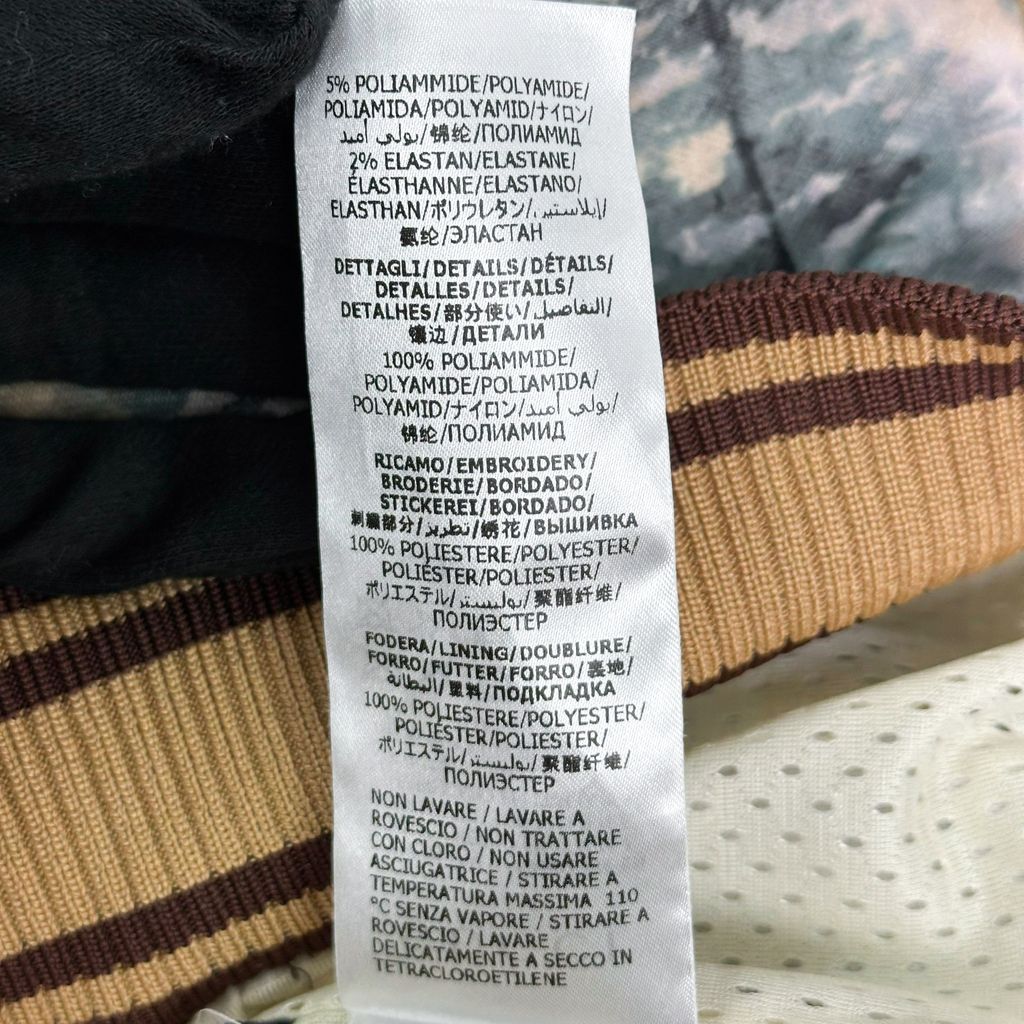 5% POLIAMMIDE/POLYAMIDE/
POLIAMIDA/POLYAMID/ナイロン/
بولي أميد/锦纶/ПОЛИАМИД
2% ELASTAN/ELASTANE/
ÉLASTHANNE/ELASTANO/
ELASTHAN/ポリウレタン/إيلاستين/
氨纶/ЭЛАСТАН
DETTAGLI/DETAILS/DÉTAILS/
DETALLES/DETAILS/
DETALHES/部分使い/التفاصيل/
镶边/ДЕТАЛИ
100% POLIAMMIDE/
POLYAMIDE/POLIAMIDA/
POLYAMID/ナイロン/بولي أميد/
锦纶/ПОЛИАМИД
RICAMO/EMBROIDERY/
BRODERIE/BORDADO/
STICKEREI/BORDADO/
刺繍部分/تطريز/绣花/ВЫШИВКА
100% POLIESTERE/POLYESTER/
POLIÉSTER/POLIESTER/
ポリエステル/بوليستر/聚酯纤维/
ПОЛИЭСТЕР
FODERA/LINING/DOUBLURE/
FORRO/FUTTER/FORRO/裏地/
البطانة/里料/ПОДКЛАДКА
100% POLIESTERE/POLYESTER/
POLIÉSTER/POLIESTER/
ポリエステル/بوليستر/聚酯纤维/
ПОЛИЭСТЕР
NON LAVARE / LAVARE A
ROVESCIO / NON TRATTARE
CON CLORO / NON USARE
ASCIUGATRICE / STIRARE A
TEMPERATURA MASSIMA 110
°C SENZA VAPORE / STIRARE A
ROVESCIO / LAVARE
DELICATAMENTE A SECCO IN
TETRACLOROETILENE